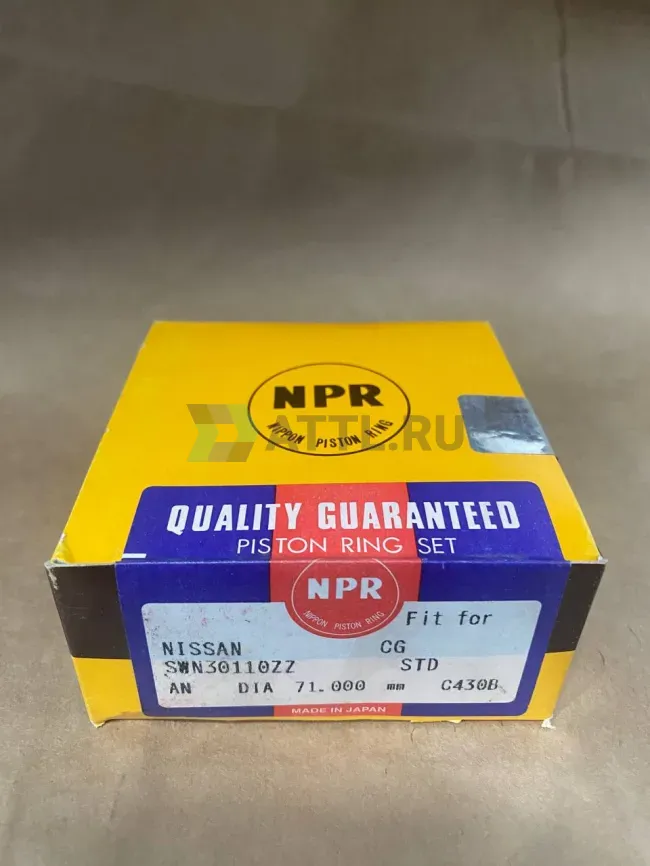 NPR
NIPPON PISTON RING
ATTL.RU
QUALITY GUARANTEED
PISTON RING SET
NPR
NIPPON PISTON RING
Fit for
NISSAN CG
SWN30110ZZ STD
AN DIA 71.000 mm C430B
MADE IN JAPAN